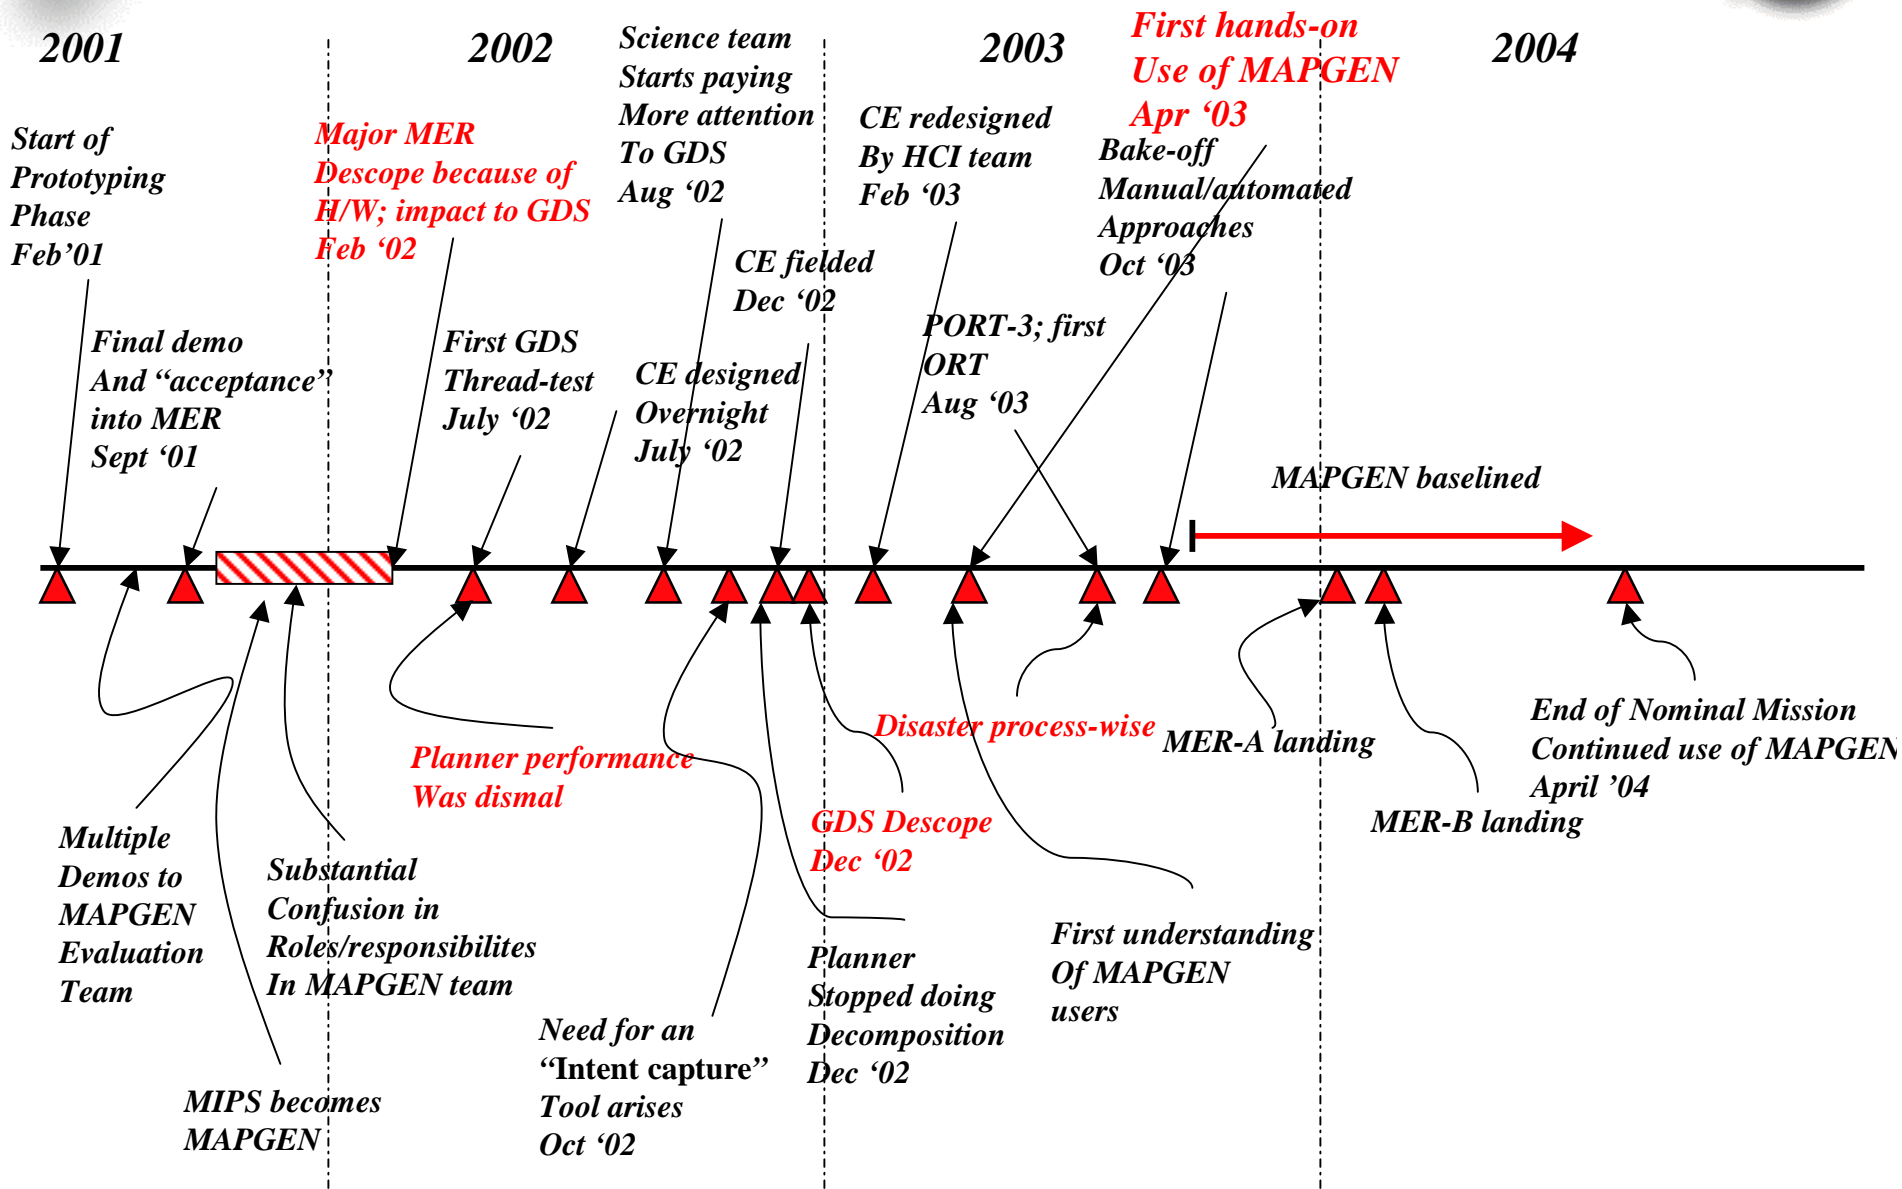 2001
2002
2003
2004
Start of
Prototyping
Phase
Feb’01
Major MER
Descope because of
H/W; impact to GDS
Feb ‘02
Science team
Starts paying
More attention
To GDS
Aug ‘02
CE redesigned
By HCI team
Feb ‘03
First hands-on
Use of MAPGEN
Apr ‘03
Bake-off
Manual/automated
Approaches
Oct ‘03
CE fielded
Dec ‘02
Final demo
And “acceptance”
into MER
Sept ‘01
First GDS
Thread-test
July ‘02
CE designed
Overnight
July ‘02
PORT-3; first
ORT
Aug ‘03
MAPGEN baselined
Planner performance
Was dismal
Disaster process-wise
MER-A landing
End of Nominal Mission
Continued use of MAPGEN
April ’04
MER-B landing
GDS Descope
Dec ‘02
Multiple
Demos to
MAPGEN
Evaluation
Team
Substantial
Confusion in
Roles/responsibilites
In MAPGEN team
First understanding
Of MAPGEN
users
Planner
Stopped doing
Decomposition
Dec ‘02
Need for an
“Intent capture”
Tool arises
Oct ‘02
MIPS becomes
MAPGEN